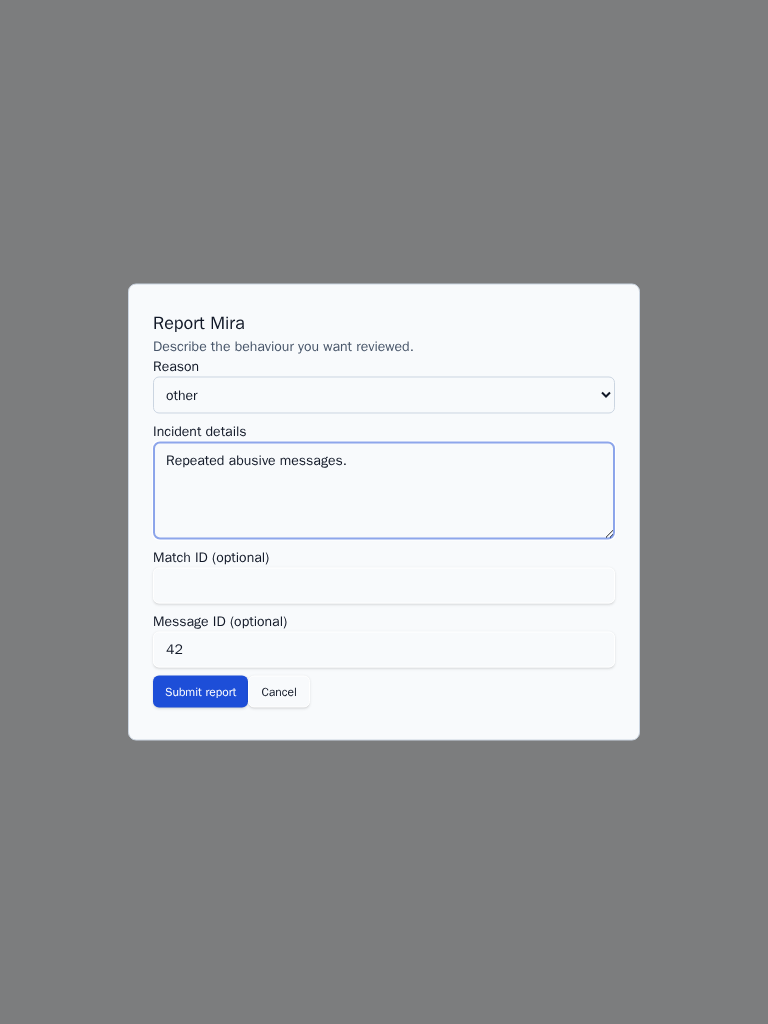 Report Mira
Describe the behaviour you want reviewed.
Reason
other
Incident details
Repeated abusive messages.
Match ID (optional)
Message ID (optional)
42
Submit report Cancel